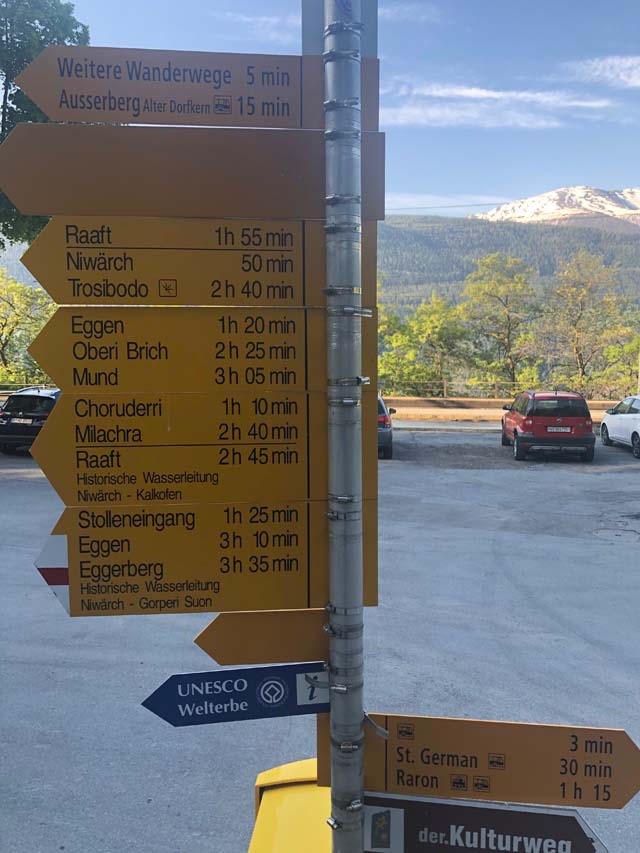 Weitere Wanderwege 5 min
Ausserberg Alter Dorfkern 15 min
Raaft 1h 55 min
Niwärch 50 min
Trosibodo 2h 40 min
Eggen 1h 20 min
Oberi Brich 2h 25 min
Mund 3h 05 min
Choruderri 1h 10 min
Milachra 2h 40 min
Raaft 2h 45 min
Historische Wasserleitung
Niwärch - Kalkofen
Stolleneingang 1h 25 min
Eggen 3h 10 min
Eggerberg 3h 35 min
Historische Wasserleitung
Niwärch - Gorperi Suon
UNESCO
Welterbe
i
3 min
St. German 30 min
Raron 1h 15
der.Kulturweg